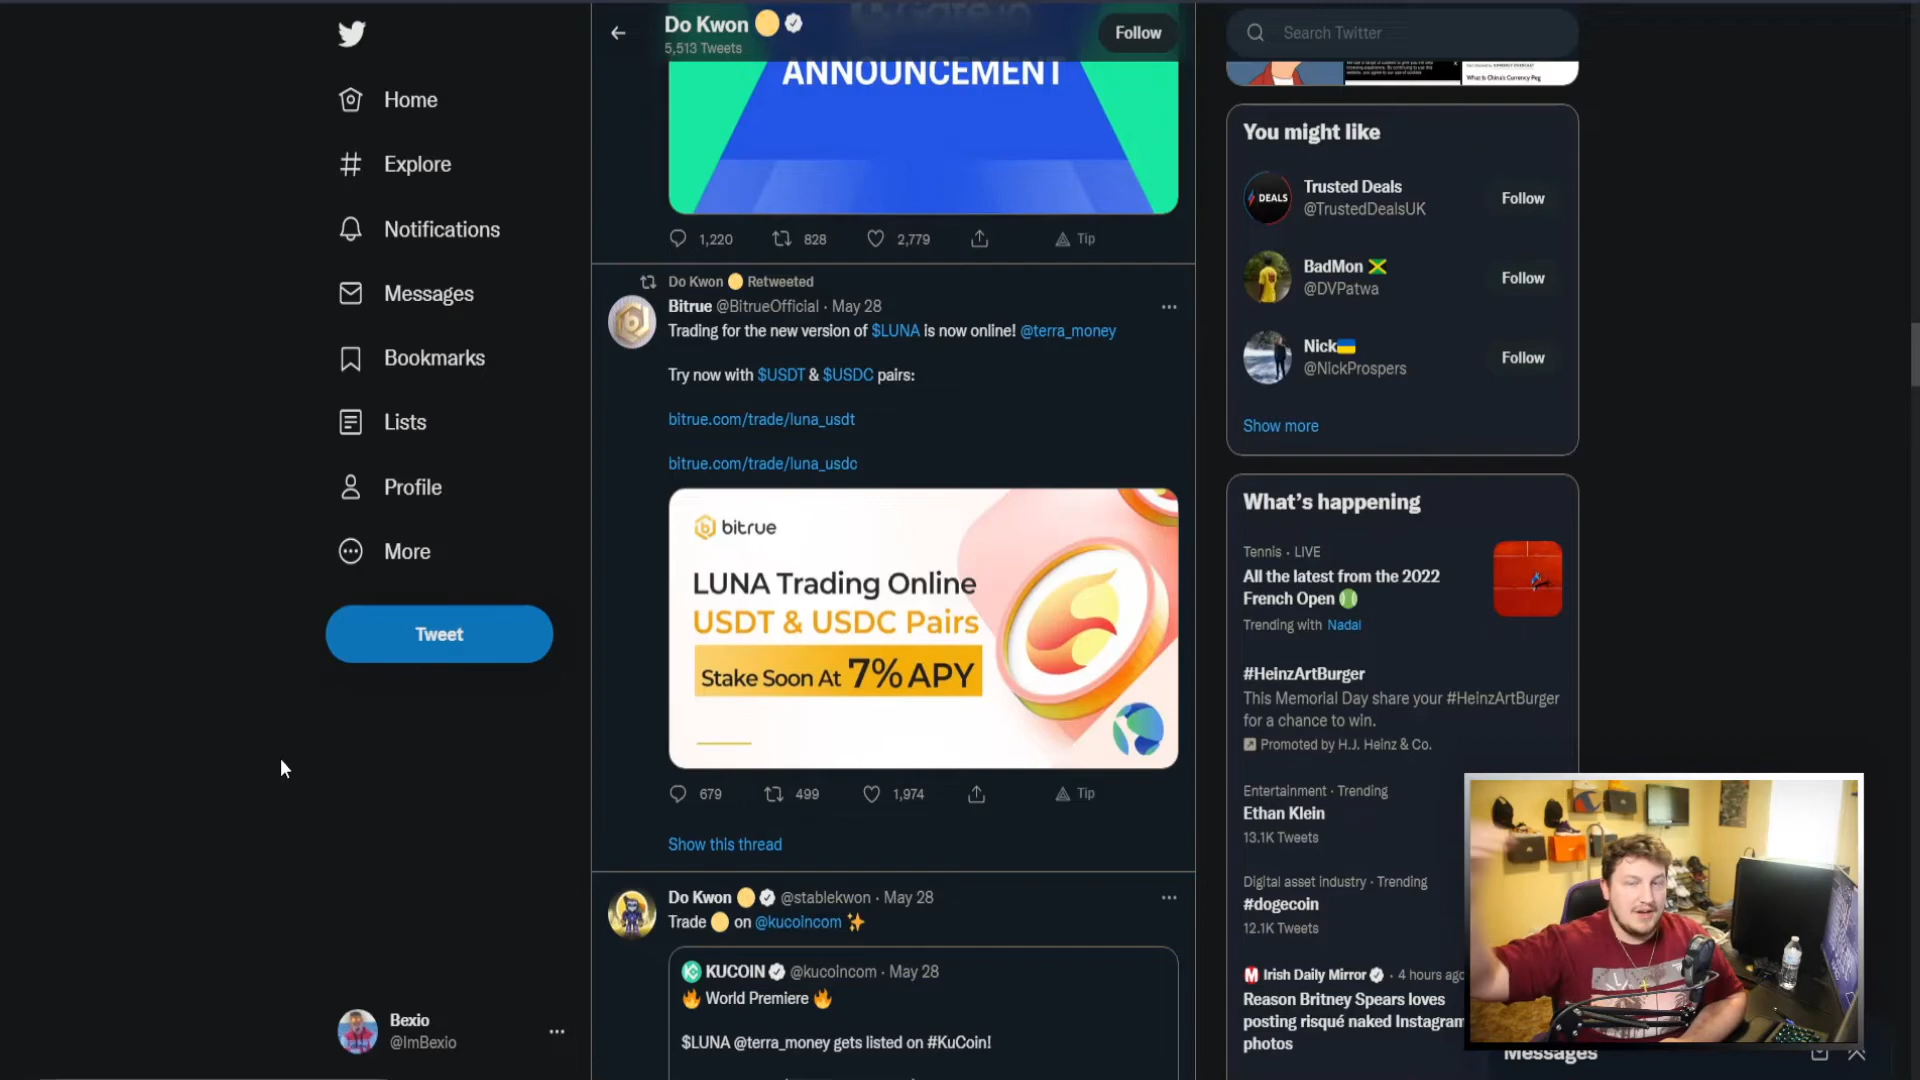 Home
Explore
Notifications
Messages
Bookmarks
Lists
Profile
More
Tweet
Bexio
@ImBexio
Do Kwon
5,513 Tweets
Follow
ANNOUNCEMENT
1,220
828
2,779
Tip
Do Kwon Retweeted
Bitrue @BitrueOfficial · May 28
Trading for the new version of $LUNA is now online! @terra_money
Try now with $USDT & $USDC pairs:
bitrue.com/trade/luna_usdt
bitrue.com/trade/luna_usdc
bitrue
LUNA Trading Online
USDT & USDC Pairs
Stake Soon At 7% APY
679
499
1,974
Tip
Show this thread
Do Kwon @stablekwon · May 28
Trade on @kucoincom
KUCOIN @kucoincom · May 28
World Premiere
$LUNA @terra_money gets listed on #KuCoin!
Search Twitter
What Is China's Currency Peg
You might like
DEALS
Trusted Deals
@TrustedDealsUK
Follow
BadMon
@DVPatwa
Follow
Nick
@NickProspers
Follow
Show more
What's happening
Tennis · LIVE
All the latest from the 2022
French Open
Trending with Nadal
#HeinzArtBurger
This Memorial Day share your #HeinzArtBurger
for a chance to win.
Promoted by H.J. Heinz & Co.
Entertainment · Trending
Ethan Klein
13.1K Tweets
Digital asset industry · Trending
#dogecoin
12.1K Tweets
Irish Daily Mirror · 4 hours ago
Reason Britney Spears loves
posting risqué naked Instagram
photos
Messages